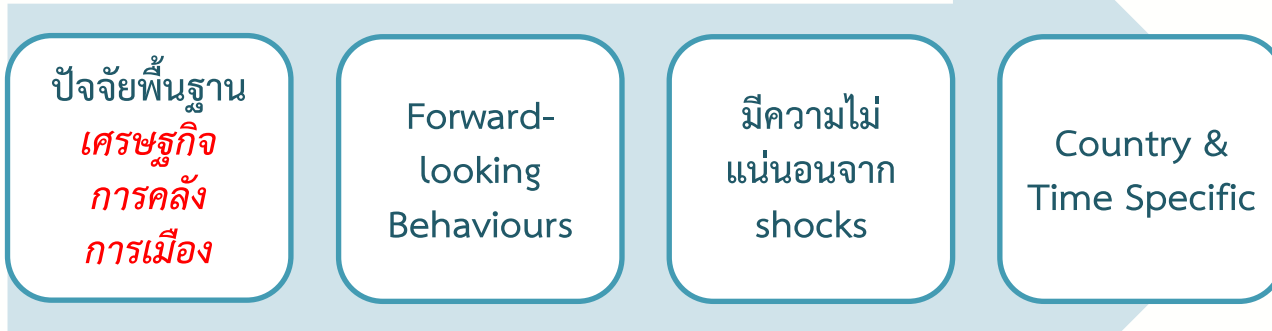 ปัจจัยพื้นฐาน
เศรษฐกิจ
การคลัง
การเมือง
Forward-
looking
Behaviours
มีความไม่
แน่นอนจาก
shocks
Country &
Time Specific